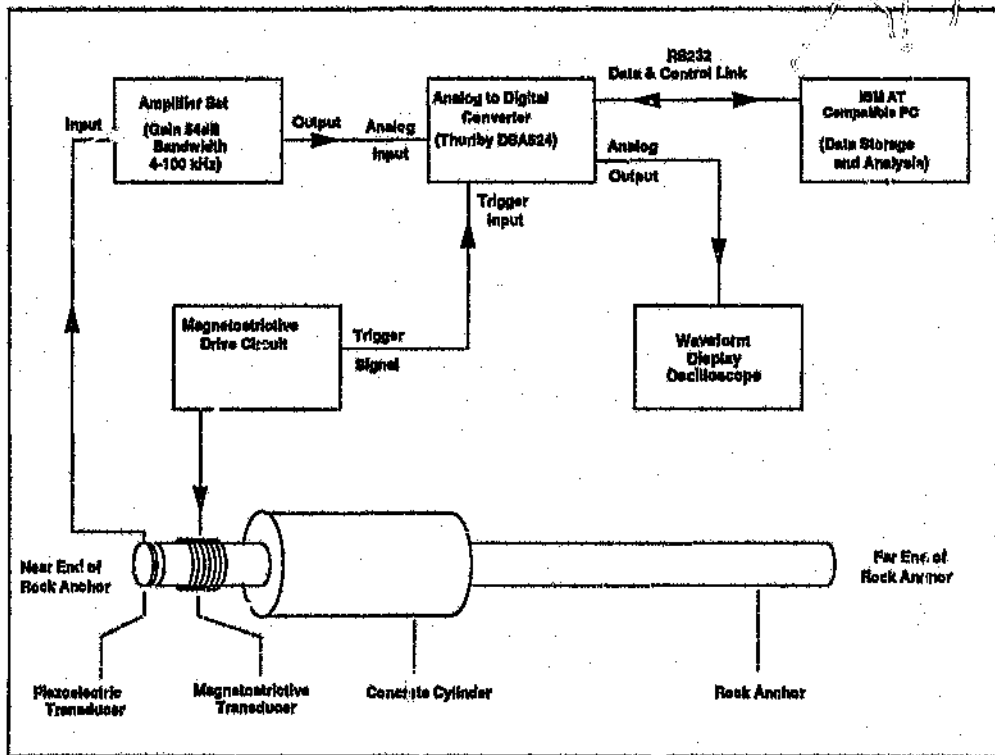 RS232
Data & Control Link
Amplifier Set
(Gain 54dB
Bandwidth
4-100 kHz)
Input
Output
Analog
Input
Analog to Digital
Converter
(Thurlby DSA524)
Analog
Output
IBM AT
Compatible PC
(Data Storage
and Analysis)
Trigger
Input
Magnetostrictive
Drive Circuit
Trigger
Signal
Waveform
Display
Oscilloscope
Near End of
Rock Anchor
Far End of
Rock Anchor
Piezoelectric
Transducer
Magnetostrictive
Transducer
Concrete Cylinder
Rock Anchor